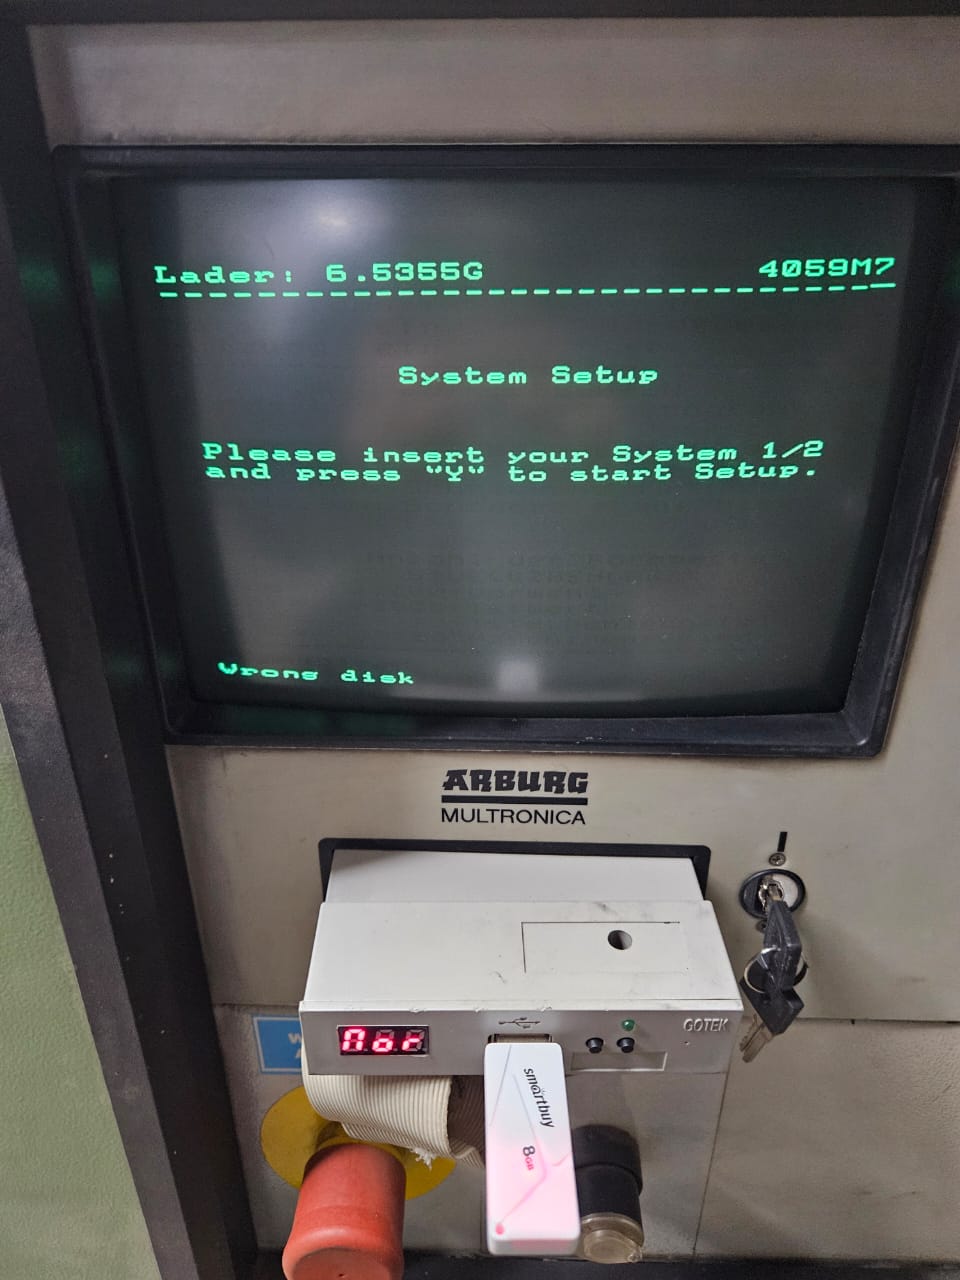 Lader: 6.5355G 4059M7
System Setup
Please insert your System 1/2
and press "Y" to start Setup.
Wrong disk
ARBURG
MULTRONICA
GOTEK
smartbuy
8GB